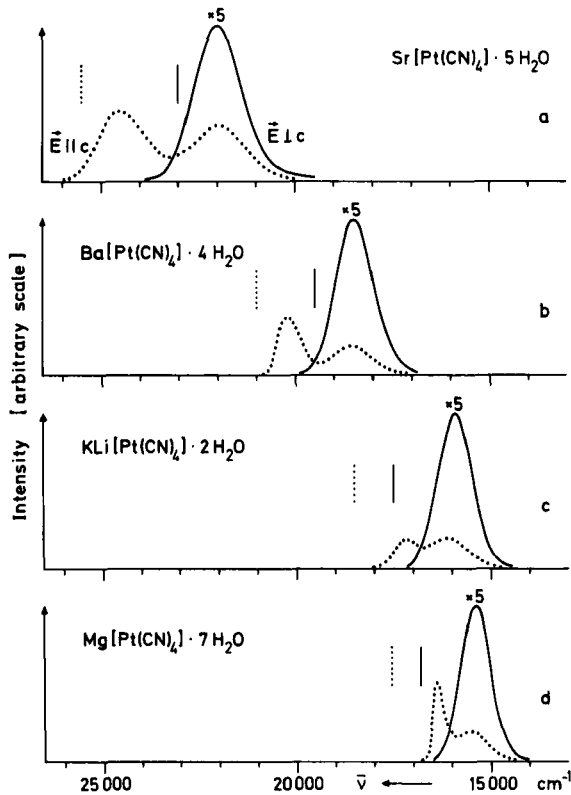 ×5
Sr[Pt(CN)₄]·5H₂O
a
E⃗∥c
E⃗⊥c
×5
Ba[Pt(CN)₄]·4H₂O
b
Intensity [arbitrary scale]
×5
KLi[Pt(CN)₄]·2H₂O
c
×5
Mg[Pt(CN)₄]·7H₂O
d
25000 20000 ν̄ ← 15000 cm⁻¹